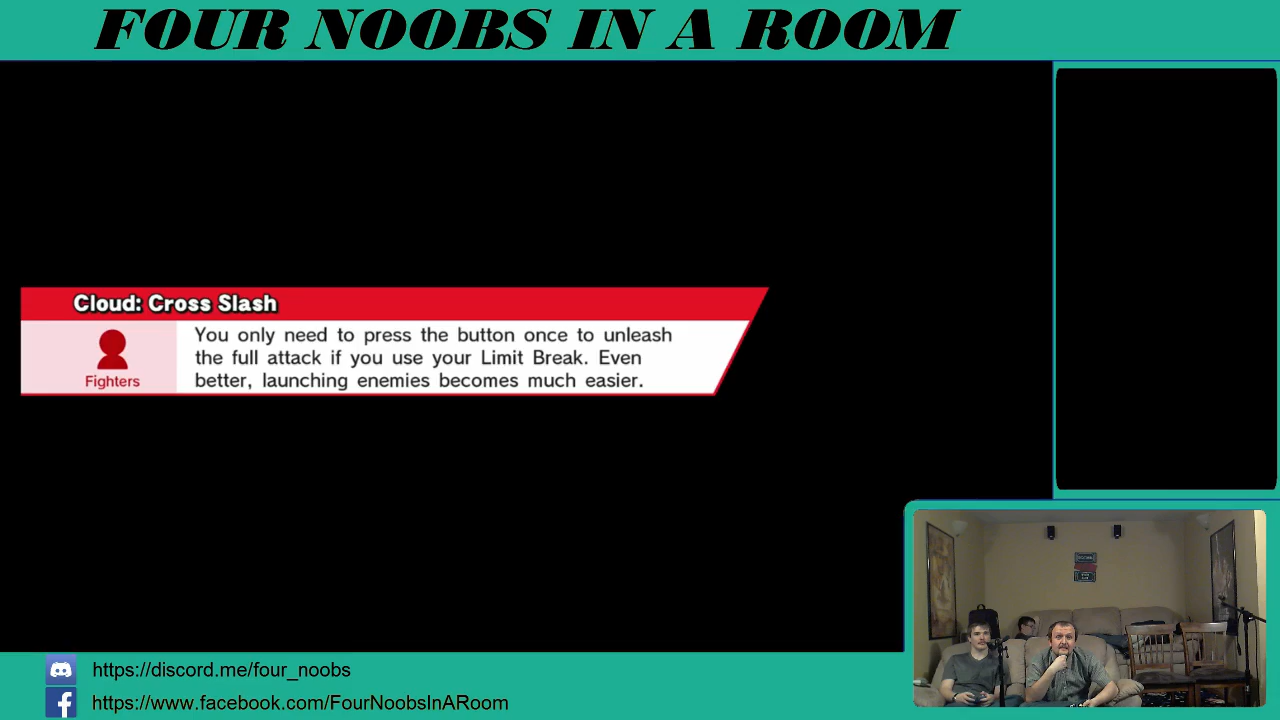 FOUR NOOBS IN A ROOM
Cloud: Cross Slash
Fighters
You only need to press the button once to unleash
the full attack if you use your Limit Break. Even
better, launching enemies becomes much easier.
https://discord.me/four_noobs
https://www.facebook.com/FourNoobsInARoom